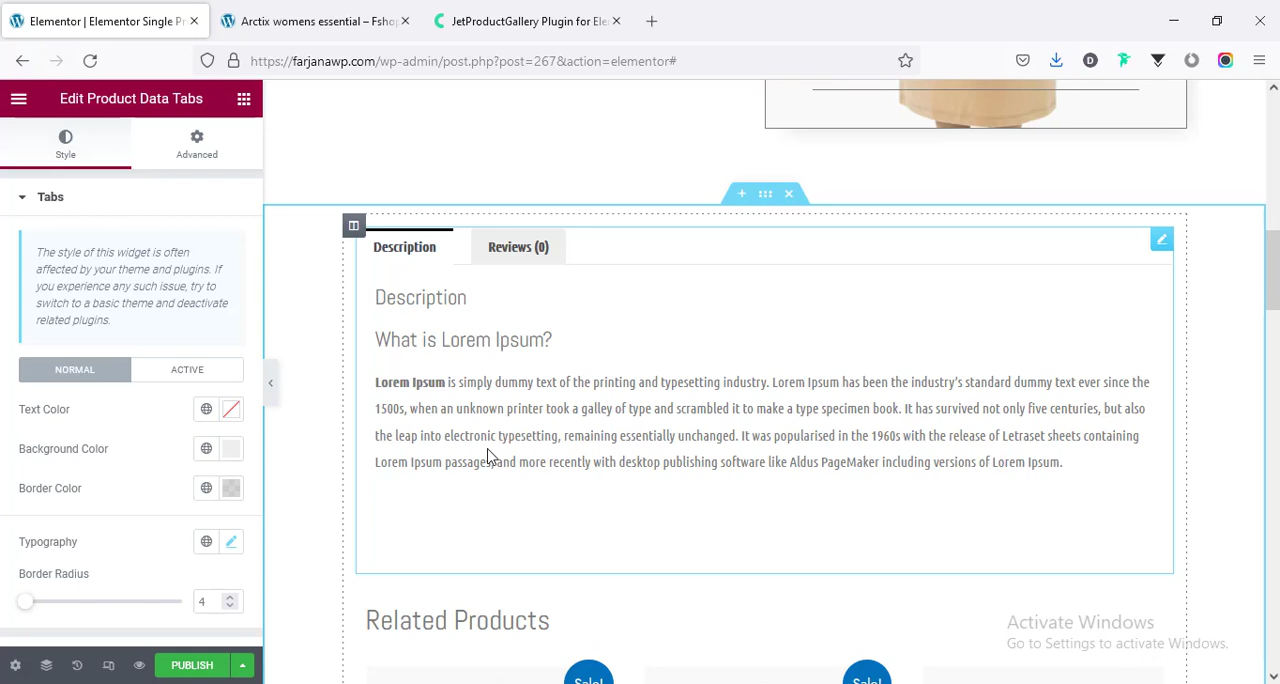 Elementor | Elementor Single Pr
Arctix womens essential – Fshop
JetProductGallery Plugin for Ele
https://farjanawp.com/wp-admin/post.php?post=267&action=elementor#
Edit Product Data Tabs
Style
Advanced
Tabs
The style of this widget is often
affected by your theme and plugins. If
you experience any such issue, try to
switch to a basic theme and deactivate
related plugins.
NORMAL
ACTIVE
Text Color
Background Color
Border Color
Typography
Border Radius
4
PUBLISH
Description
Reviews (0)
Description
What is Lorem Ipsum?
Lorem Ipsum is simply dummy text of the printing and typesetting industry. Lorem Ipsum has been the industry's standard dummy text ever since the
1500s, when an unknown printer took a galley of type and scrambled it to make a type specimen book. It has survived not only five centuries, but also
the leap into electronic typesetting, remaining essentially unchanged. It was popularised in the 1960s with the release of Letraset sheets containing
Lorem Ipsum passages, and more recently with desktop publishing software like Aldus PageMaker including versions of Lorem Ipsum.
Related Products
Sale!
Sale!
Activate Windows
Go to Settings to activate Windows.